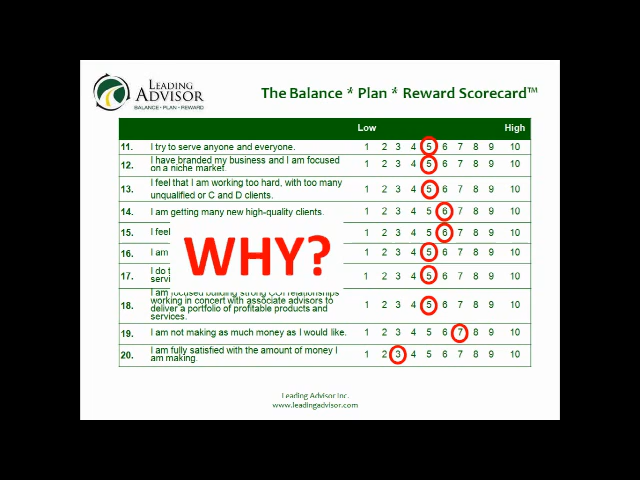 LEADING
ADVISOR
BALANCE • PLAN • REWARD
The Balance * Plan * Reward Scorecard™
Low High
11. I try to serve anyone and everyone. 1 2 3 4 5 6 7 8 9 10
12. I have branded my business and I am focused
on a niche market. 1 2 3 4 5 6 7 8 9 10
13. I feel that I am working too hard, with too many
unqualified or C and D clients. 1 2 3 4 5 6 7 8 9 10
14. I am getting many new high-quality clients. 1 2 3 4 5 6 7 8 9 10
15. I feel 1 2 3 4 5 6 7 8 9 10
16. I am 1 2 3 4 5 6 7 8 9 10
17. I do 1 2 3 4 5 6 7 8 9 10
WHY?
18. I am focused building strong COI relationships
working in concert with associate advisors to
deliver a portfolio of profitable products and
services. 1 2 3 4 5 6 7 8 9 10
19. I am not making as much money as I would like. 1 2 3 4 5 6 7 8 9 10
20. I am fully satisfied with the amount of money I
am making. 1 2 3 4 5 6 7 8 9 10
Leading Advisor Inc.
www.leadingadvisor.com